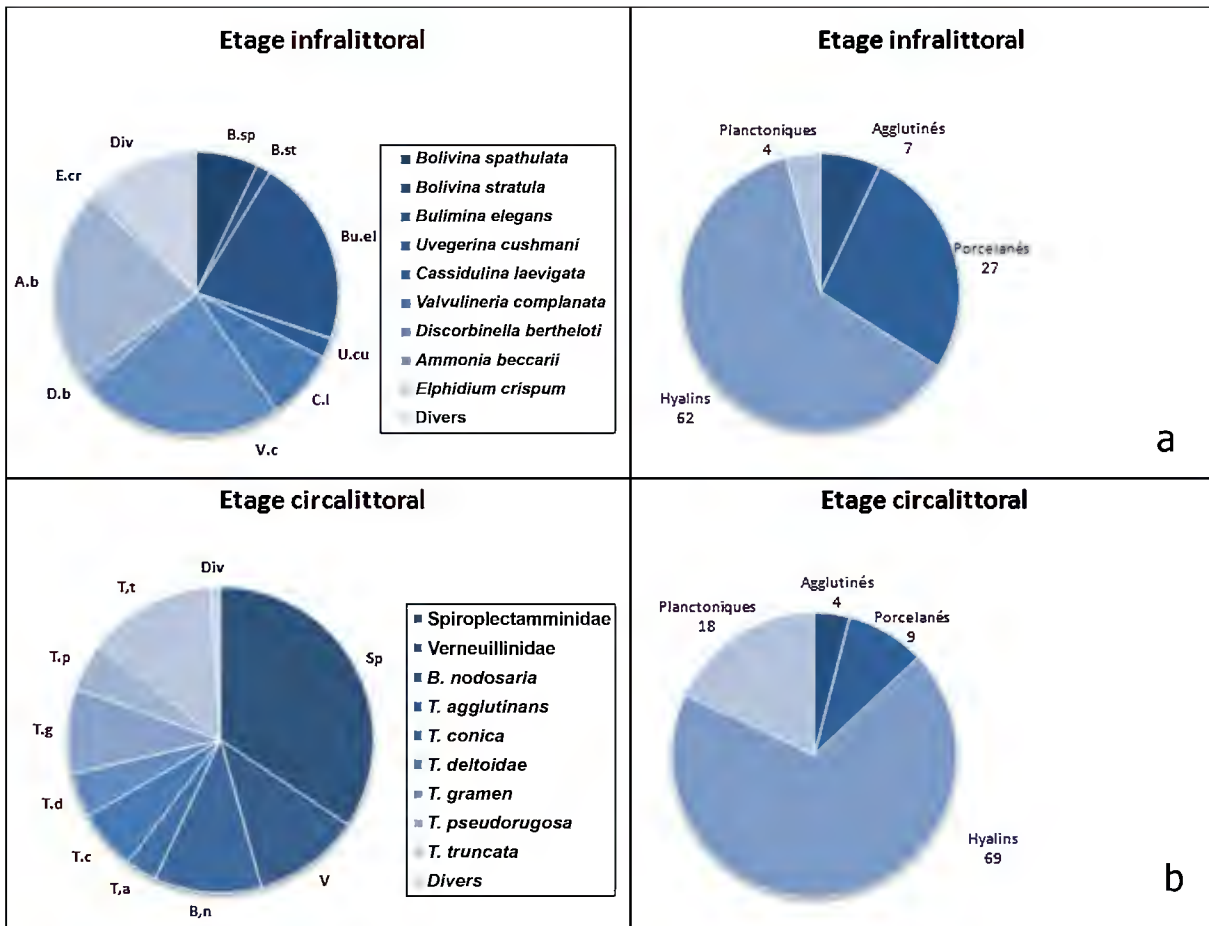 Etage infralittoral
Div
B.sp
B.st
E.cr
Bu.el
A.b
U.cu
D.b
C.l
V.c
Bolivina spathulata
Bolivina stratula
Bulimina elegans
Uvegerina cushmani
Cassidulina laevigata
Valvulineria complanata
Discorbinella bertheloti
Ammonia beccarii
Elphidium crispum
Divers
Etage infralittoral
Planctoniques
4
Agglutinés
7
Porcelanés
27
Hyalins
62
a
Etage circalittoral
Div
T,t
Sp
T.p
T.g
T.d
T.c
T,a
B,n
V
Spiroplectamminidae
Verneuillinidae
B. nodosaria
T. agglutinans
T. conica
T. deltoidae
T. gramen
T. pseudorugosa
T. truncata
Divers
Etage circalittoral
Agglutinés
4
Planctoniques
18
Porcelanés
9
Hyalins
69
b